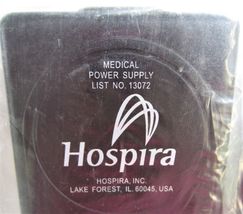 MEDICAL
POWER SUPPLY
LIST NO. 13072
Hospira
HOSPIRA, INC.
LAKE FOREST, IL. 60045, USA